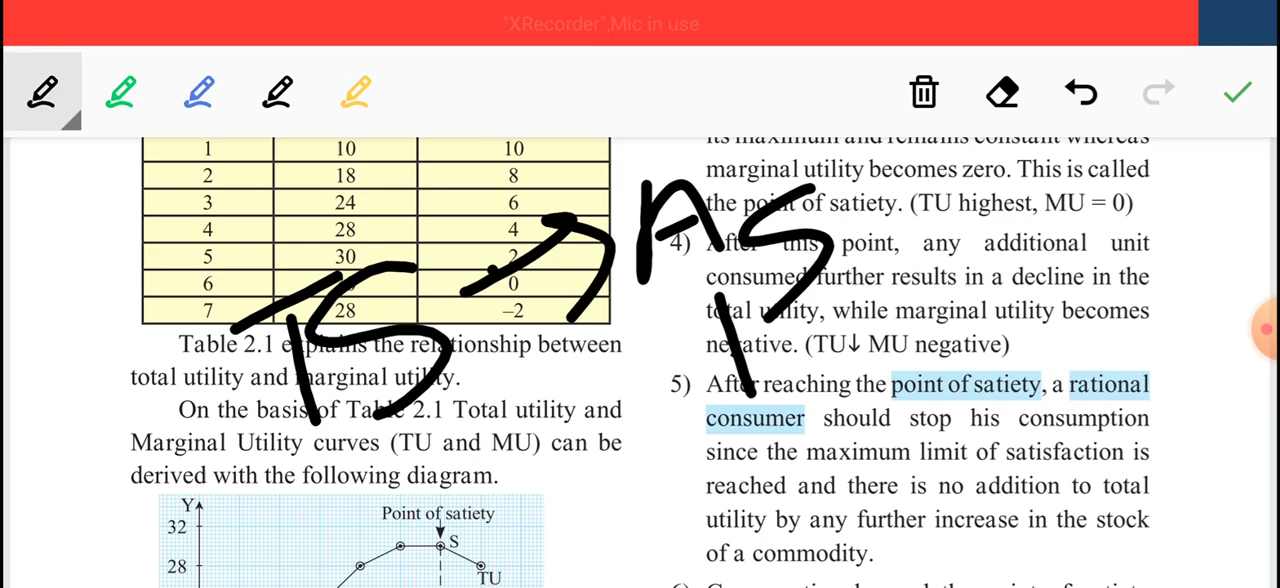 "XRecorder",Mic in use
1 10 10
2 18 8
3 24 6
4 28 4
5 30 2
6 0
7 28 –2
Table 2.1 explains the relationship between
total utility and marginal utility.
On the basis of Table 2.1 Total utility and
Marginal Utility curves (TU and MU) can be
derived with the following diagram.
Y
32
28
Point of satiety
S
TU
its maximum and remains constant whereas
marginal utility becomes zero. This is called
the point of satiety. (TU highest, MU = 0)
4) After this point, any additional unit
consumed further results in a decline in the
total utility, while marginal utility becomes
negative. (TU↓ MU negative)
5) After reaching the point of satiety, a rational
consumer should stop his consumption
since the maximum limit of satisfaction is
reached and there is no addition to total
utility by any further increase in the stock
of a commodity.
TS